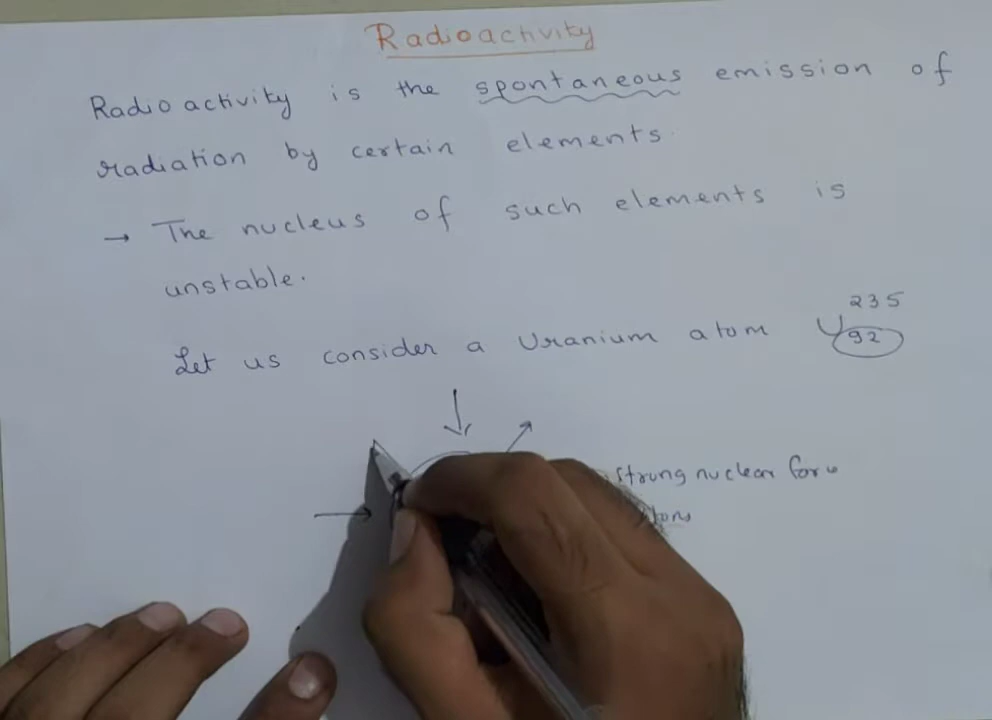 Radioactivity
Radioactivity is the spontaneous emission of
radiation by certain elements.
→ The nucleus of such elements is
unstable.
Let us consider a Uranium atom U 235 92
strong nuclear force